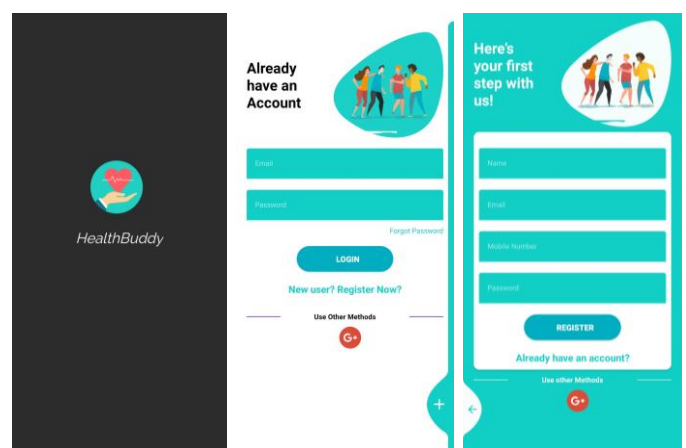 HealthBuddy
Already
have an
Account
Email
Password
Forgot Password
LOGIN
New user? Register Now?
Use Other Methods
G+
Here's
your first
step with
us!
Name
Email
Mobile Number
Password
REGISTER
Already have an account?
Use other Methods
G+